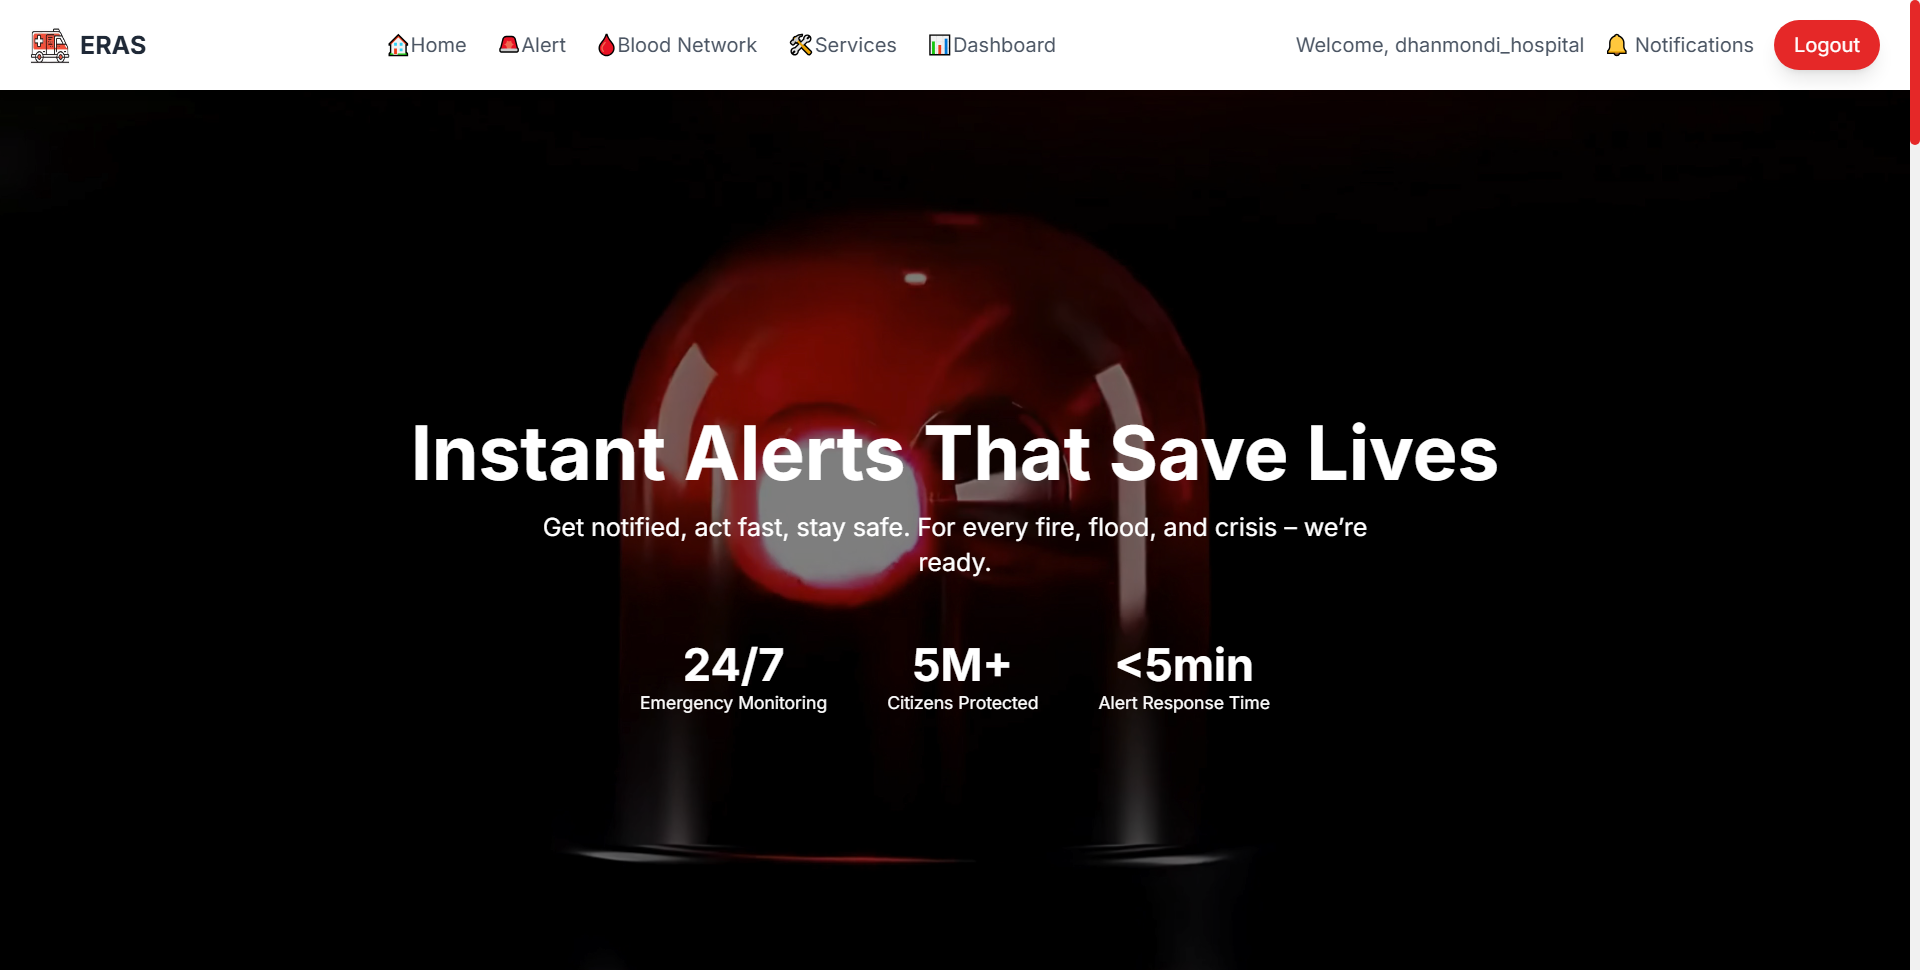 ERAS
Home
Alert
Blood Network
Services
Dashboard
Welcome, dhanmondi_hospital
Notifications
Logout
Instant Alerts That Save Lives
Get notified, act fast, stay safe. For every fire, flood, and crisis – we’re
ready.
24/7
Emergency Monitoring
5M+
Citizens Protected
<5min
Alert Response Time